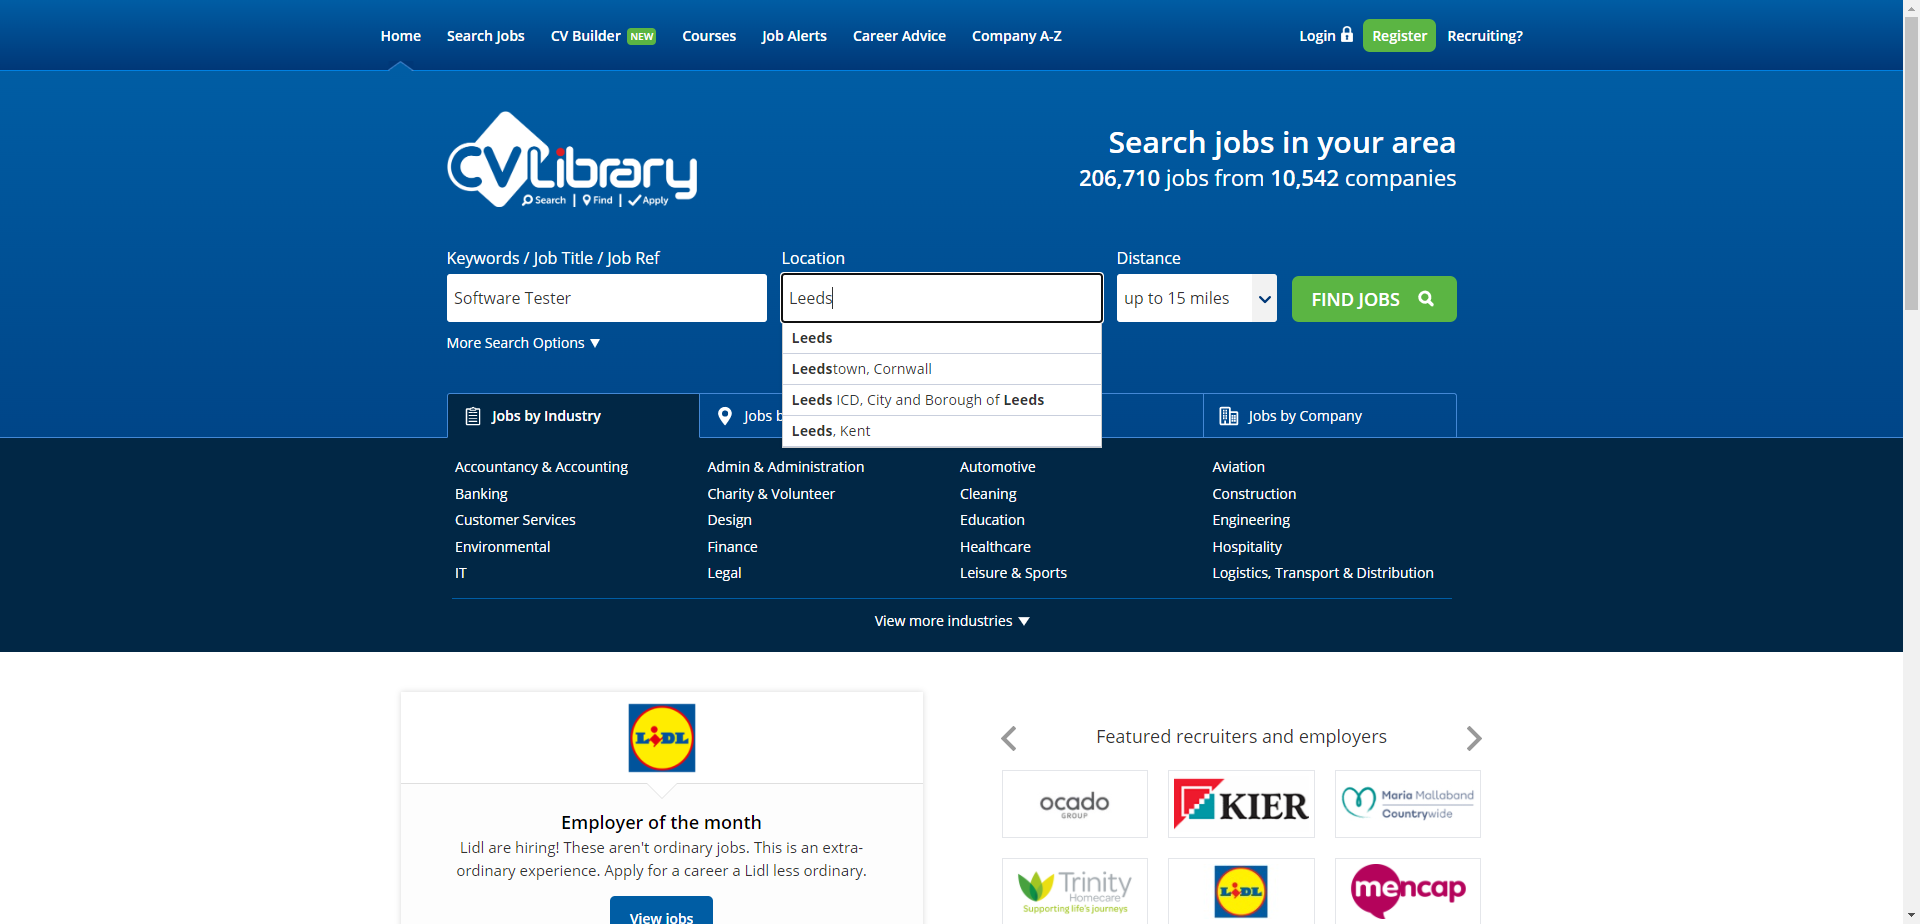 Home Search Jobs CV Builder NEW Courses Job Alerts Career Advice Company A-Z Login Register Recruiting?
CV Library
Search | Find | Apply
Search jobs in your area
206,710 jobs from 10,542 companies
Keywords / Job Title / Job Ref Location Distance
Software Tester Leeds up to 15 miles FIND JOBS
More Search Options
Leeds
Leedstown, Cornwall
Leeds ICD, City and Borough of Leeds
Leeds, Kent
Jobs by Industry Jobs b Jobs by Company
Accountancy & Accounting Admin & Administration Automotive Aviation
Banking Charity & Volunteer Cleaning Construction
Customer Services Design Education Engineering
Environmental Finance Healthcare Hospitality
IT Legal Leisure & Sports Logistics, Transport & Distribution
View more industries
LIDL
Employer of the month
Lidl are hiring! These aren't ordinary jobs. This is an extra-
ordinary experience. Apply for a career a Lidl less ordinary.
View jobs
Featured recruiters and employers
ocado
GROUP
KIER
Maria Mallaband
Countrywide
Trinity
Homecare
Supporting life's journeys
LIDL
mencap